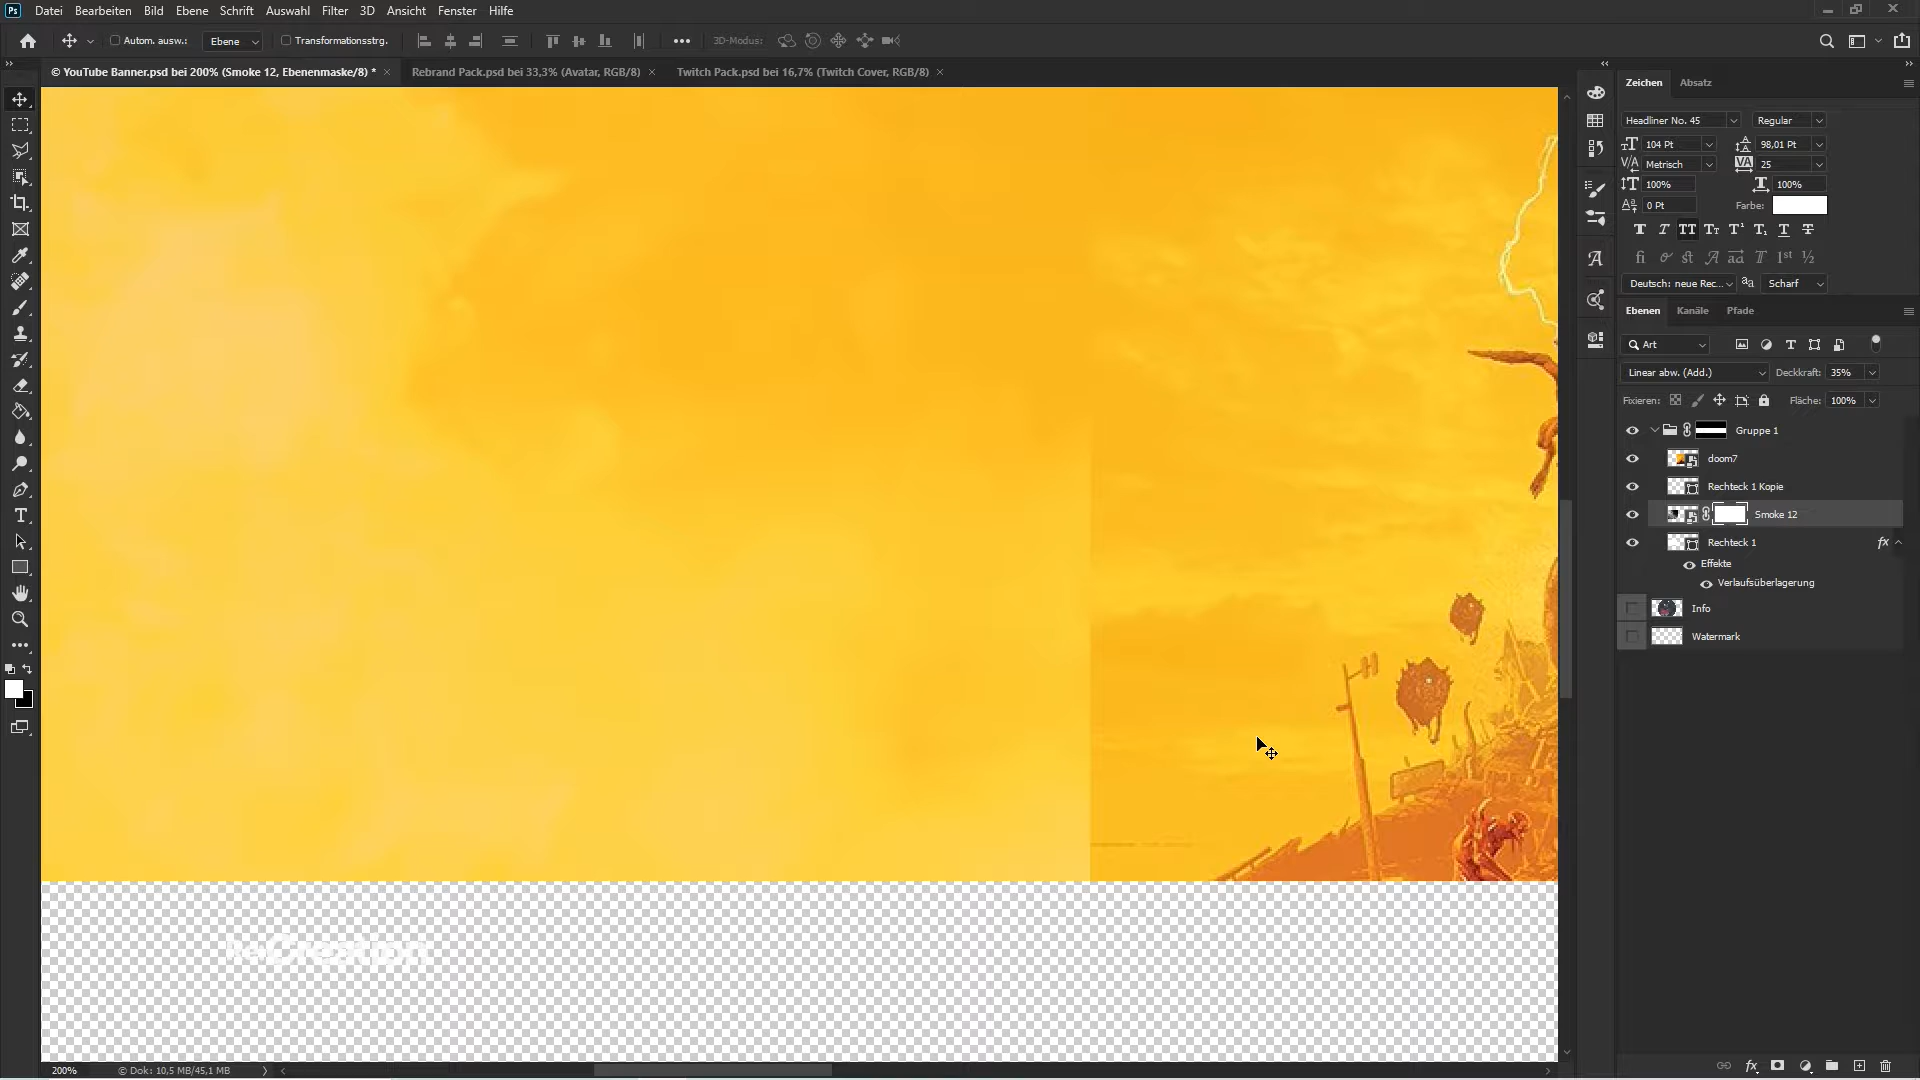 Ps Datei Bearbeiten Bild Ebene Schrift Auswahl Filter 3D Ansicht Fenster Hilfe
Autom. ausw.: Ebene Transformationsstrg. 3D-Modus:
© YouTube Banner.psd bei 200% (Smoke 12, Ebenenmaske/8) * × Rebrand Pack.psd bei 33,3% (Avatar, RGB/8) × Twitch Pack.psd bei 16,7% (Twitch Cover, RGB/8) ×
Zeichen Absatz
Headliner No. 45 Regular
104 Pt 98,01 Pt
Metrisch 25
100% 100%
0 Pt Farbe:
Deutsch: neue Rec... Scharf
Ebenen Kanäle Pfade
Art
Linear abw. (Add.) Deckkraft: 35%
Fixieren: Fläche: 100%
Gruppe 1
doom7
Rechteck 1 Kopie
Smoke 12
Rechteck 1 fx
Effekte
Verlaufsüberlagerung
Info
Watermark
200% © Dok: 10,5 MB/45,1 MB